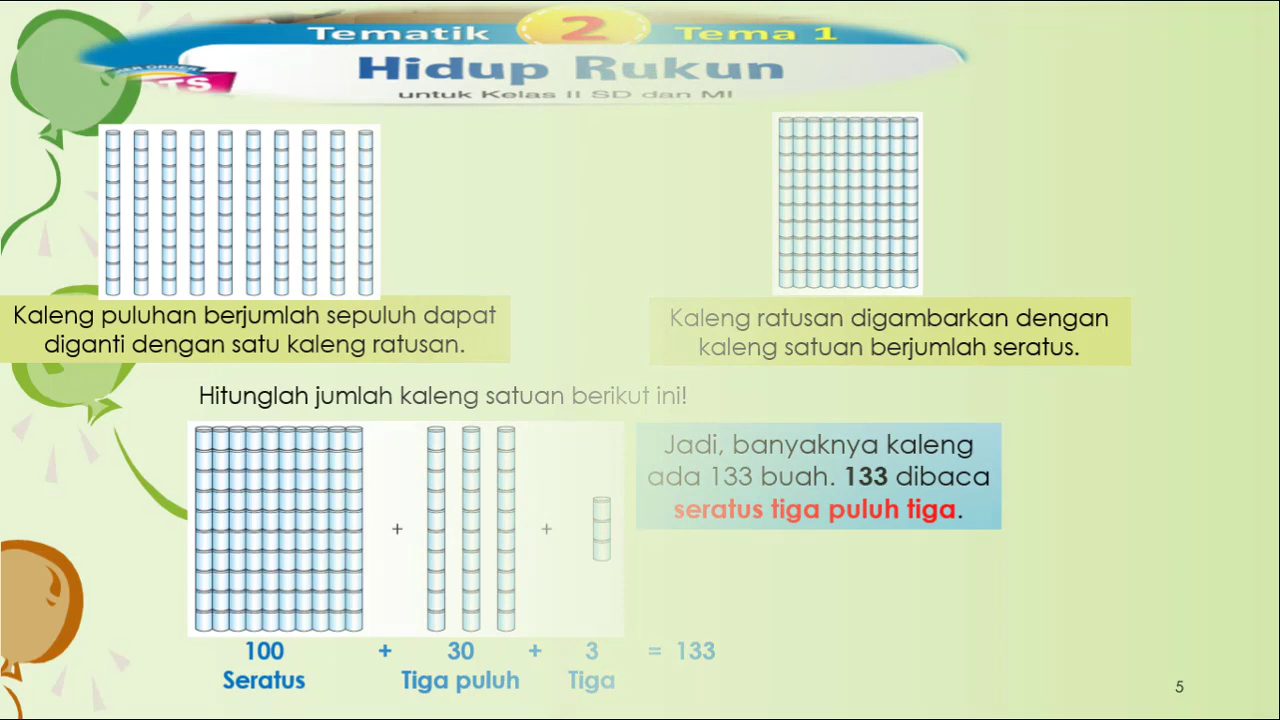 Tematik 2 Tema 1
Hidup Rukun
untuk Kelas II SD dan MI
Kaleng puluhan berjumlah sepuluh dapat
diganti dengan satu kaleng ratusan.
Kaleng ratusan digambarkan dengan
kaleng satuan berjumlah seratus.
Hitunglah jumlah kaleng satuan berikut ini!
+ +
Jadi, banyaknya kaleng
ada 133 buah. 133 dibaca
seratus tiga puluh tiga.
100 + 30 + 3 = 133
Seratus Tiga puluh Tiga
5